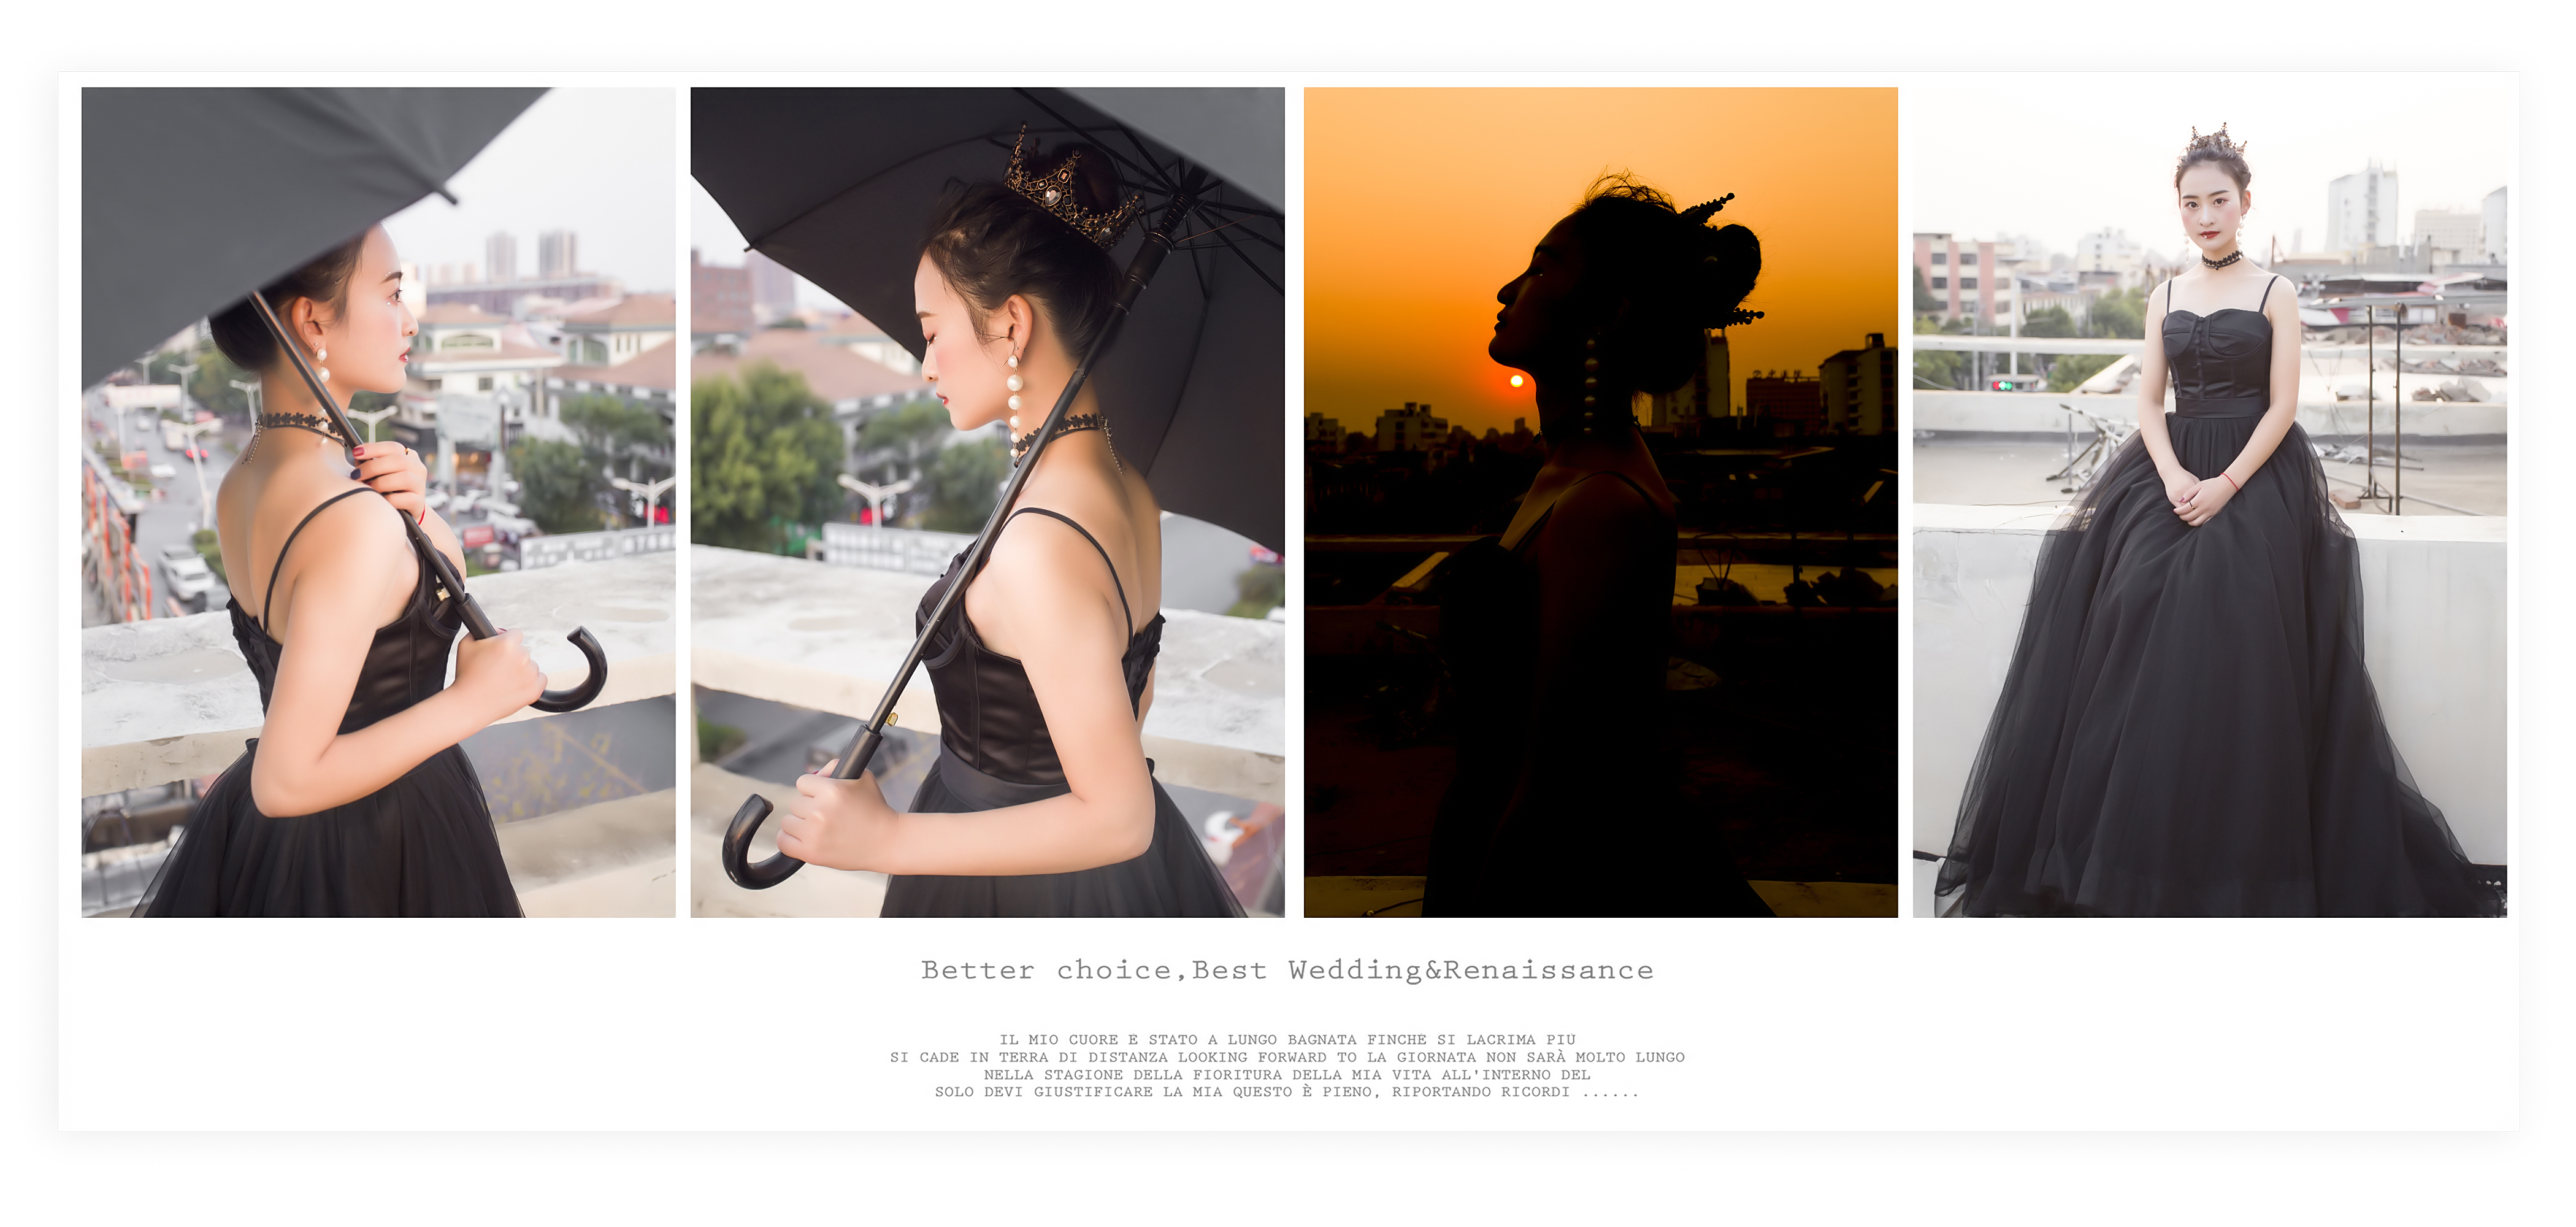 Better choice,Best Wedding&Renaissance
IL MIO CUORE È STATO A LUNGO BAGNATA FINCHÉ SI LACRIMA PIÙ
SI CADE IN TERRA DI DISTANZA LOOKING FORWARD TO LA GIORNATA NON SARÀ MOLTO LUNGO
NELLA STAGIONE DELLA FIORITURA DELLA MIA VITA ALL'INTERNO DEL
SOLO DEVI GIUSTIFICARE LA MIA QUESTO È PIENO, RIPORTANDO RICORDI ......